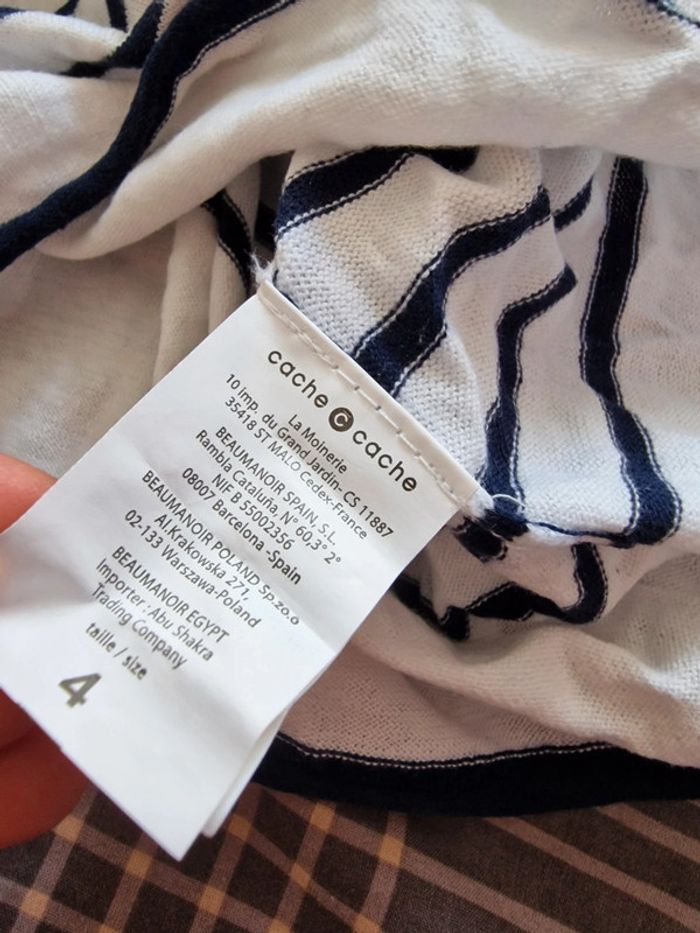 cache c cache
La Moinerie
10 imp. du Grand Jardin- CS 11887
35418 ST MALO Cedex-France
BEAUMANOIR SPAIN, S.L.
Rambla Cataluna, N° 60,3° 2°
NIF B 55002356
08007 Barcelona -Spain
BEAUMANOIR POLAND Sp.zo.o
Al.Krakowska 271,
02-133 Warszawa-Poland
BEAUMANOIR EGYPT
Importer : Abu Shakra
Trading Company
taille / size
4